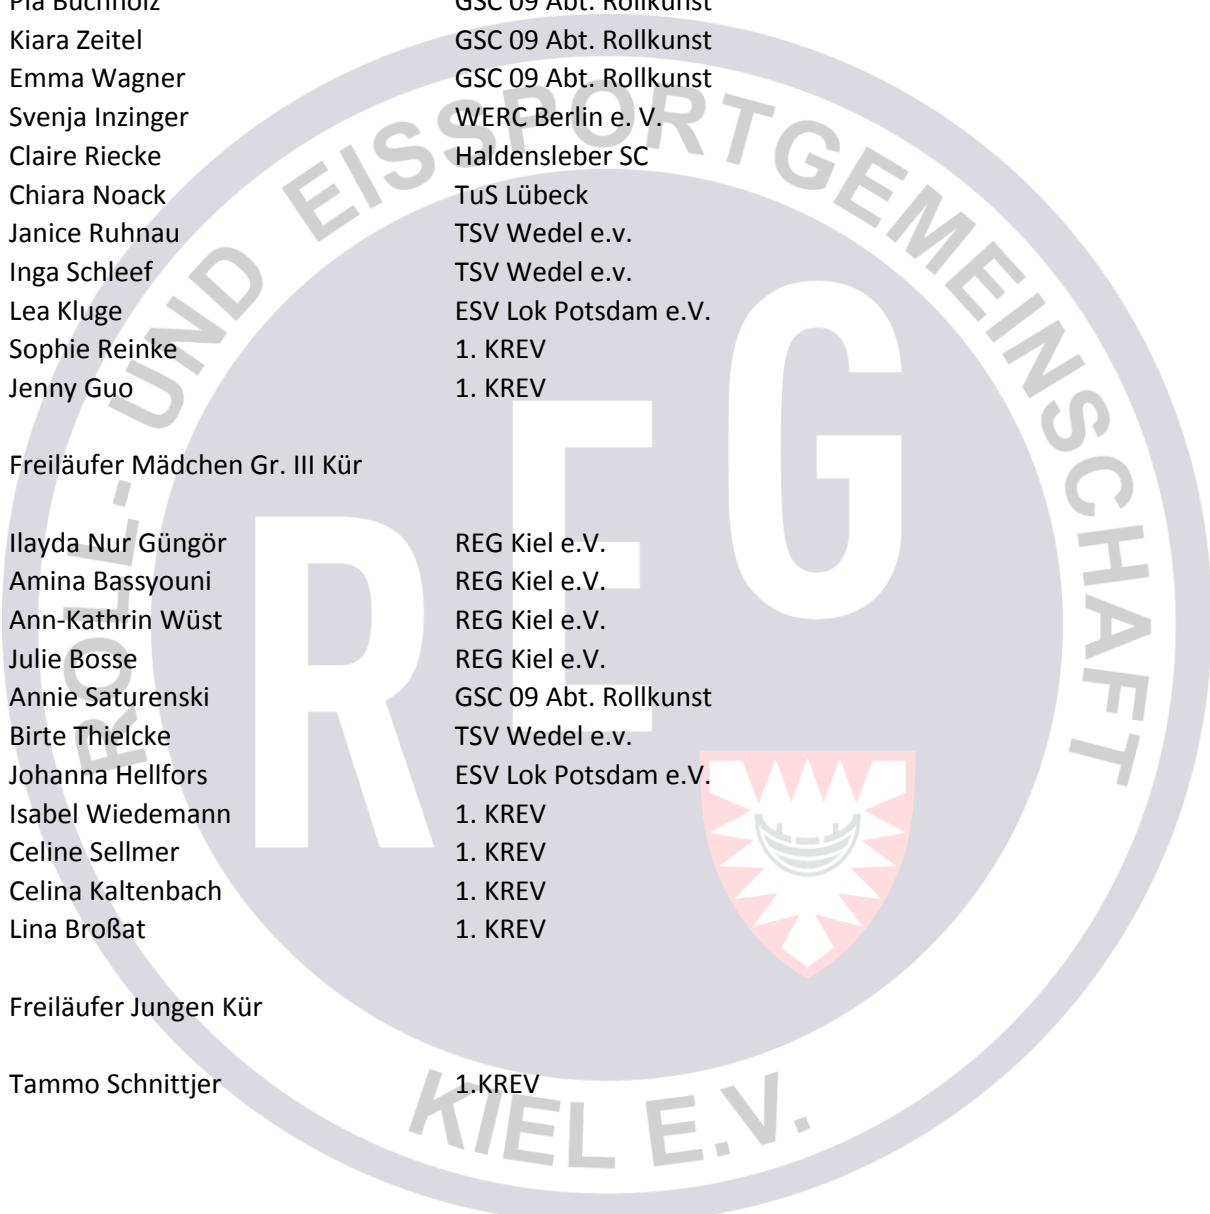 Pia Buchholz GSC 09 Abt. Rollkunst
Kiara Zeitel GSC 09 Abt. Rollkunst
Emma Wagner GSC 09 Abt. Rollkunst
Svenja Inzinger WERC Berlin e. V.
Claire Riecke Haldensleber SC
Chiara Noack TuS Lübeck
Janice Ruhnau TSV Wedel e.v.
Inga Schleef TSV Wedel e.v.
Lea Kluge ESV Lok Potsdam e.V.
Sophie Reinke 1. KREV
Jenny Guo 1. KREV
Freiläufer Mädchen Gr. III Kür
Ilayda Nur Güngör REG Kiel e.V.
Amina Bassyouni REG Kiel e.V.
Ann-Kathrin Wüst REG Kiel e.V.
Julie Bosse REG Kiel e.V.
Annie Saturenski GSC 09 Abt. Rollkunst
Birte Thielcke TSV Wedel e.v.
Johanna Hellfors ESV Lok Potsdam e.V.
Isabel Wiedemann 1. KREV
Celine Sellmer 1. KREV
Celina Kaltenbach 1. KREV
Lina Broßat 1. KREV
Freiläufer Jungen Kür
Tammo Schnittjer 1.KREV
ROLL- UND EISSPORTGEMEINSCHAFT
REG
KIEL E.V.